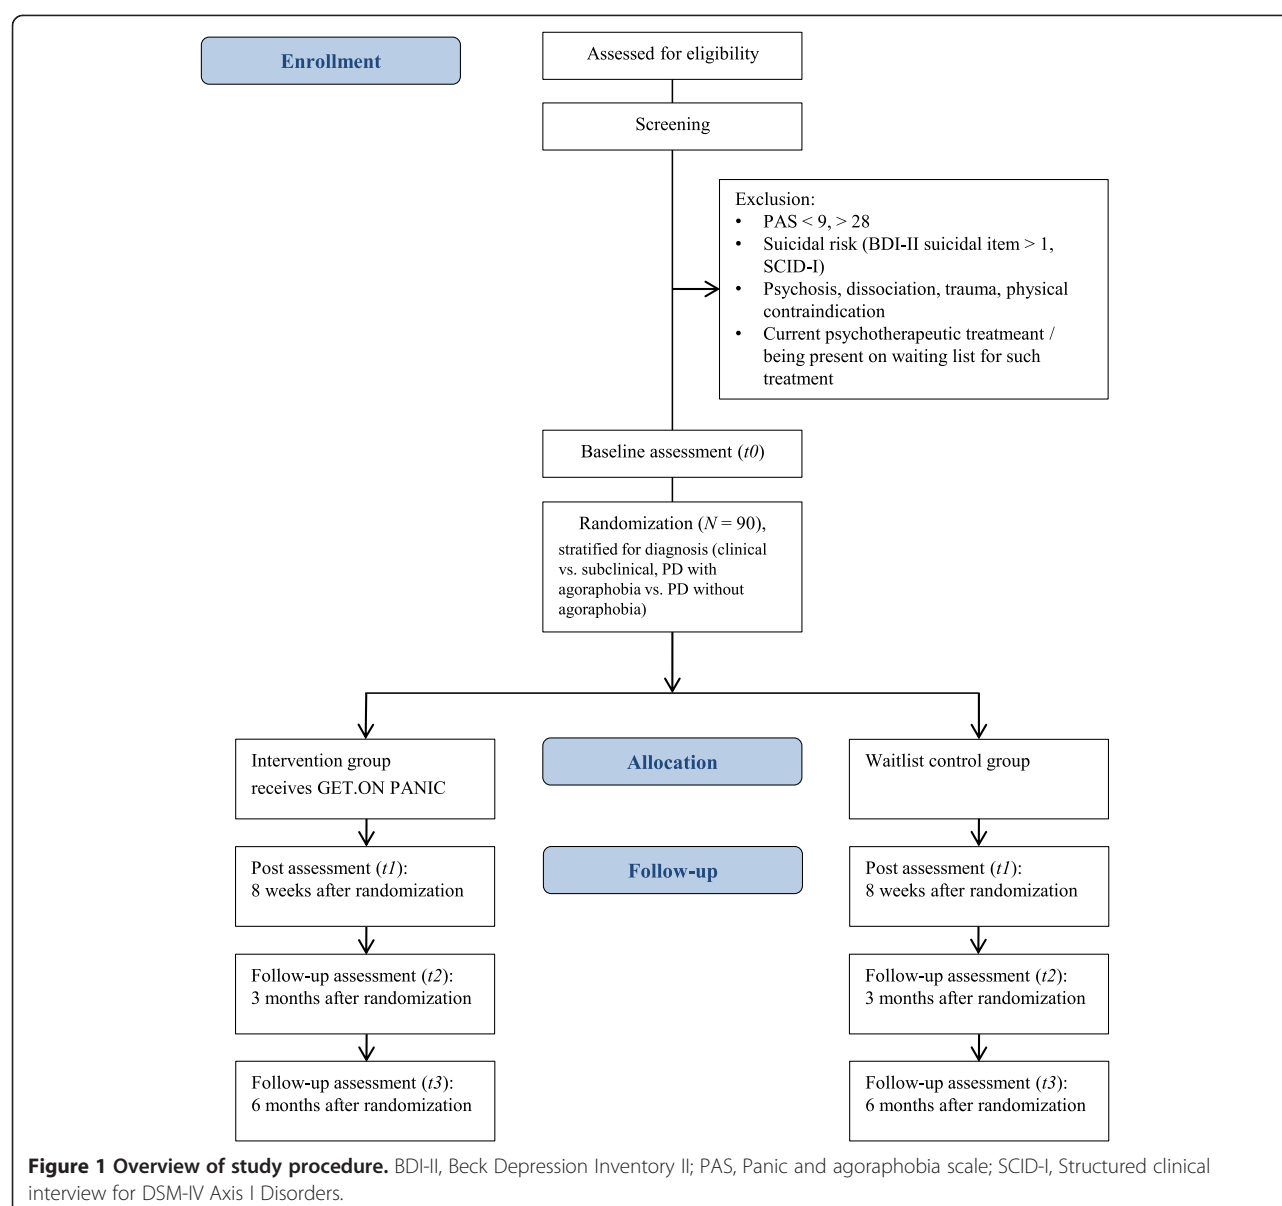 Enrollment
Assessed for eligibility
Screening
Exclusion:
• PAS < 9, > 28
• Suicidal risk (BDI-II suicidal item > 1,
SCID-I)
• Psychosis, dissociation, trauma, physical
contraindication
• Current psychotherapeutic treatmeant /
being present on waiting list for such
treatment
Baseline assessment (t0)
Randomization (N = 90),
stratified for diagnosis (clinical
vs. subclinical, PD with
agoraphobia vs. PD without
agoraphobia)
Intervention group
receives GET.ON PANIC
Allocation
Waitlist control group
Post assessment (t1):
8 weeks after randomization
Follow-up
Post assessment (t1):
8 weeks after randomization
Follow-up assessment (t2):
3 months after randomization
Follow-up assessment (t2):
3 months after randomization
Follow-up assessment (t3):
6 months after randomization
Follow-up assessment (t3):
6 months after randomization
Figure 1 Overview of study procedure. BDI-II, Beck Depression Inventory II; PAS, Panic and agoraphobia scale; SCID-I, Structured clinical
interview for DSM-IV Axis I Disorders.